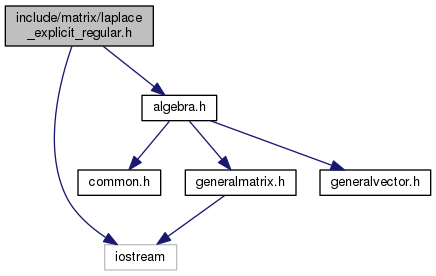 include/matrix/laplace
_explicit_regular.h
algebra.h
common.h
generalmatrix.h
generalvector.h
iostream